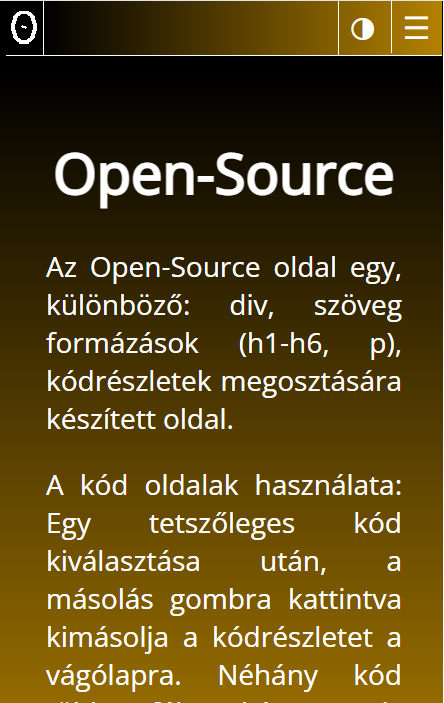 Open-Source
Az Open-Source oldal egy,
különböző: div, szöveg
formázások (h1-h6, p),
kódrészletek megosztására
készített oldal.
A kód oldalak használata:
Egy tetszőleges kód
kiválasztása után, a
másolás gombra kattintva
kimásolja a kódrészletet a
vágólapra. Néhány kód